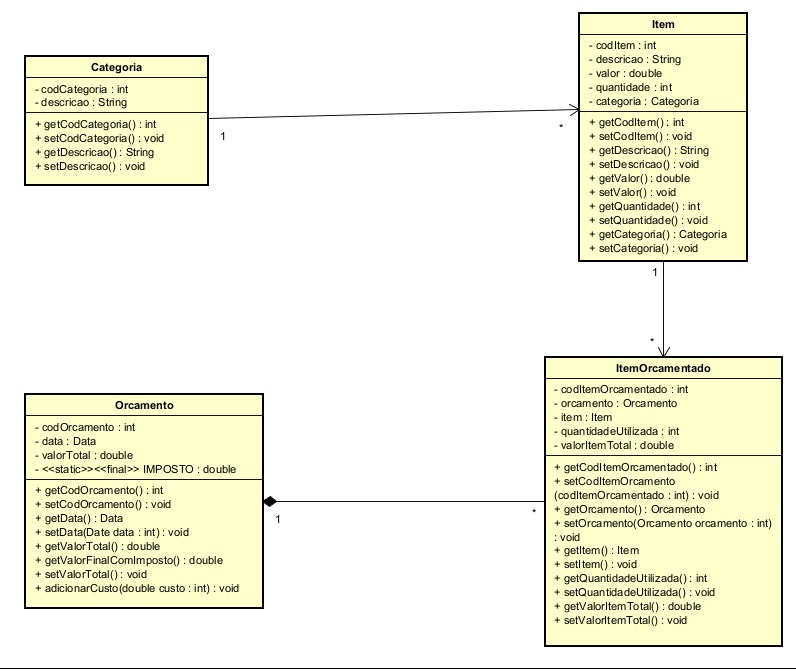 Categoria
- codCategoria : int
- descricao : String
+ getCodCategoria() : int
+ setCodCategoria() : void
+ getDescricao() : String
+ setDescricao() : void
1
*
Item
- codItem : int
- descricao : String
- valor : double
- quantidade : int
- categoria : Categoria
+ getCodItem() : int
+ setCodItem() : void
+ getDescricao() : String
+ setDescricao() : void
+ getValor() : double
+ setValor() : void
+ getQuantidade() : int
+ setQuantidade() : void
+ getCategoria() : Categoria
+ setCategoria() : void
1
*
Orcamento
- codOrcamento : int
- data : Data
- valorTotal : double
- <<static>><<final>> IMPOSTO : double
+ getCodOrcamento() : int
+ setCodOrcamento() : void
+ getData() : Data
+ setData(Date data : int) : void
+ getValorTotal() : double
+ getValorFinalComImposto() : double
+ setValorTotal() : void
+ adicionarCusto(double custo : int) : void
1
*
ItemOrcamentado
- codItemOrcamentado : int
- orcamento : Orcamento
- item : Item
- quantidadeUtilizada : int
- valorItemTotal : double
+ getCodItemOrcamentado() : int
+ setCodItemOrcamento
(codItemOrcamentado : int) : void
+ getOrcamento() : Orcamento
+ setOrcamento(Orcamento orcamento : int)
: void
+ getItem() : Item
+ setItem() : void
+ getQuantidadeUtilizada() : int
+ setQuantidadeUtilizada() : void
+ getValorItemTotal() : double
+ setValorItemTotal() : void